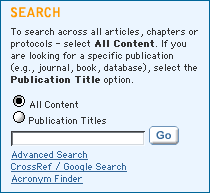 SEARCH
To search across all articles, chapters or
protocols - select All Content. If you
are looking for a specific publication
(e.g., journal, book, database), select the
Publication Title option.
All Content
Publication Titles
Go
Advanced Search
CrossRef / Google Search
Acronym Finder